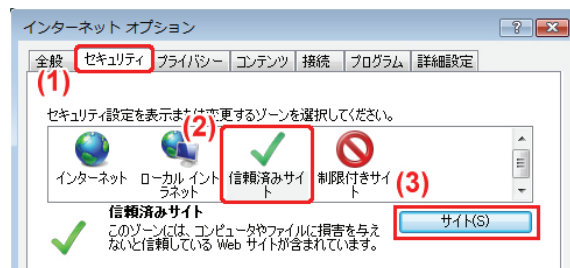 インターネット オプション
全般 セキュリティ プライバシー コンテンツ 接続 プログラム 詳細設定
(1)
セキュリティ設定を表示または変更するゾーンを選択してください。
(2)
インターネット
ローカル イント
ラネット
信頼済みサイ
ト
制限付きサイ
ト
(3)
信頼済みサイト
サイト(S)
このゾーンには、コンピュータやファイルに損害を与え
ないと信頼している Web サイトが含まれています。